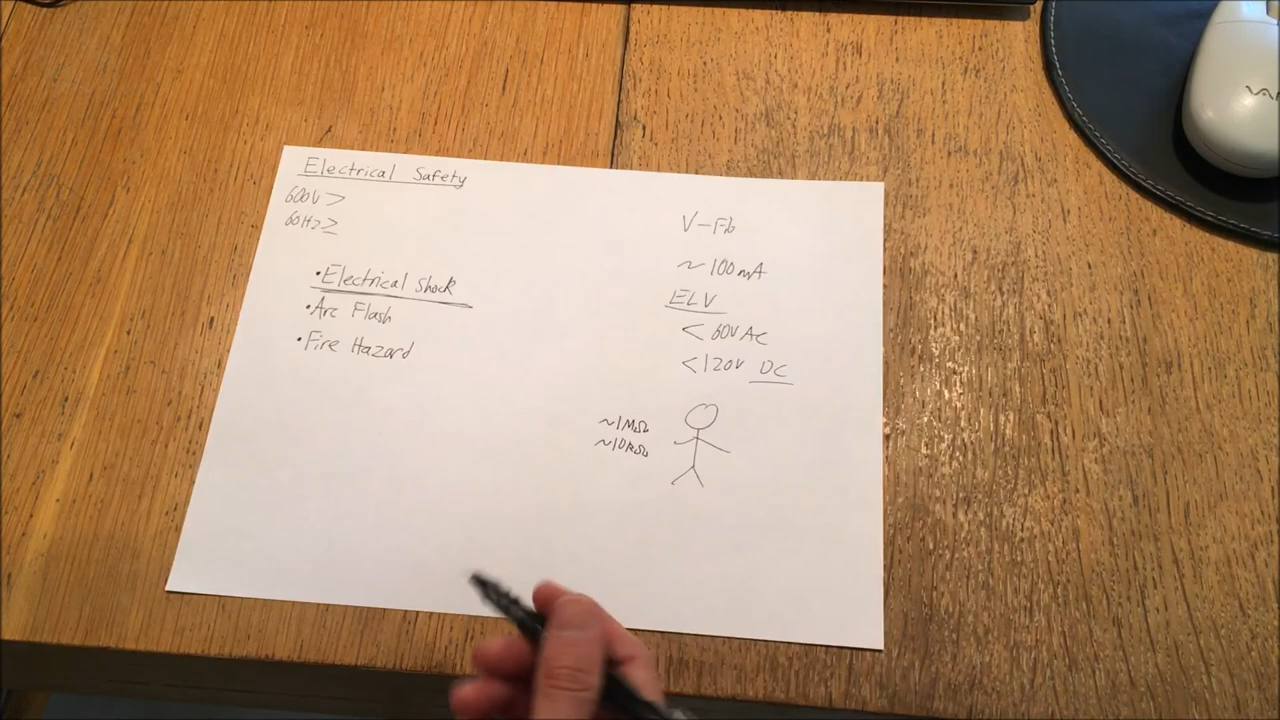 Electrical Safety
600V >
60Hz ≥
• Electrical Shock
• Arc Flash
• Fire Hazard
V-Fib
~ 100mA
ELV
< 60V AC
< 120V DC
~1MΩ
~10kΩ